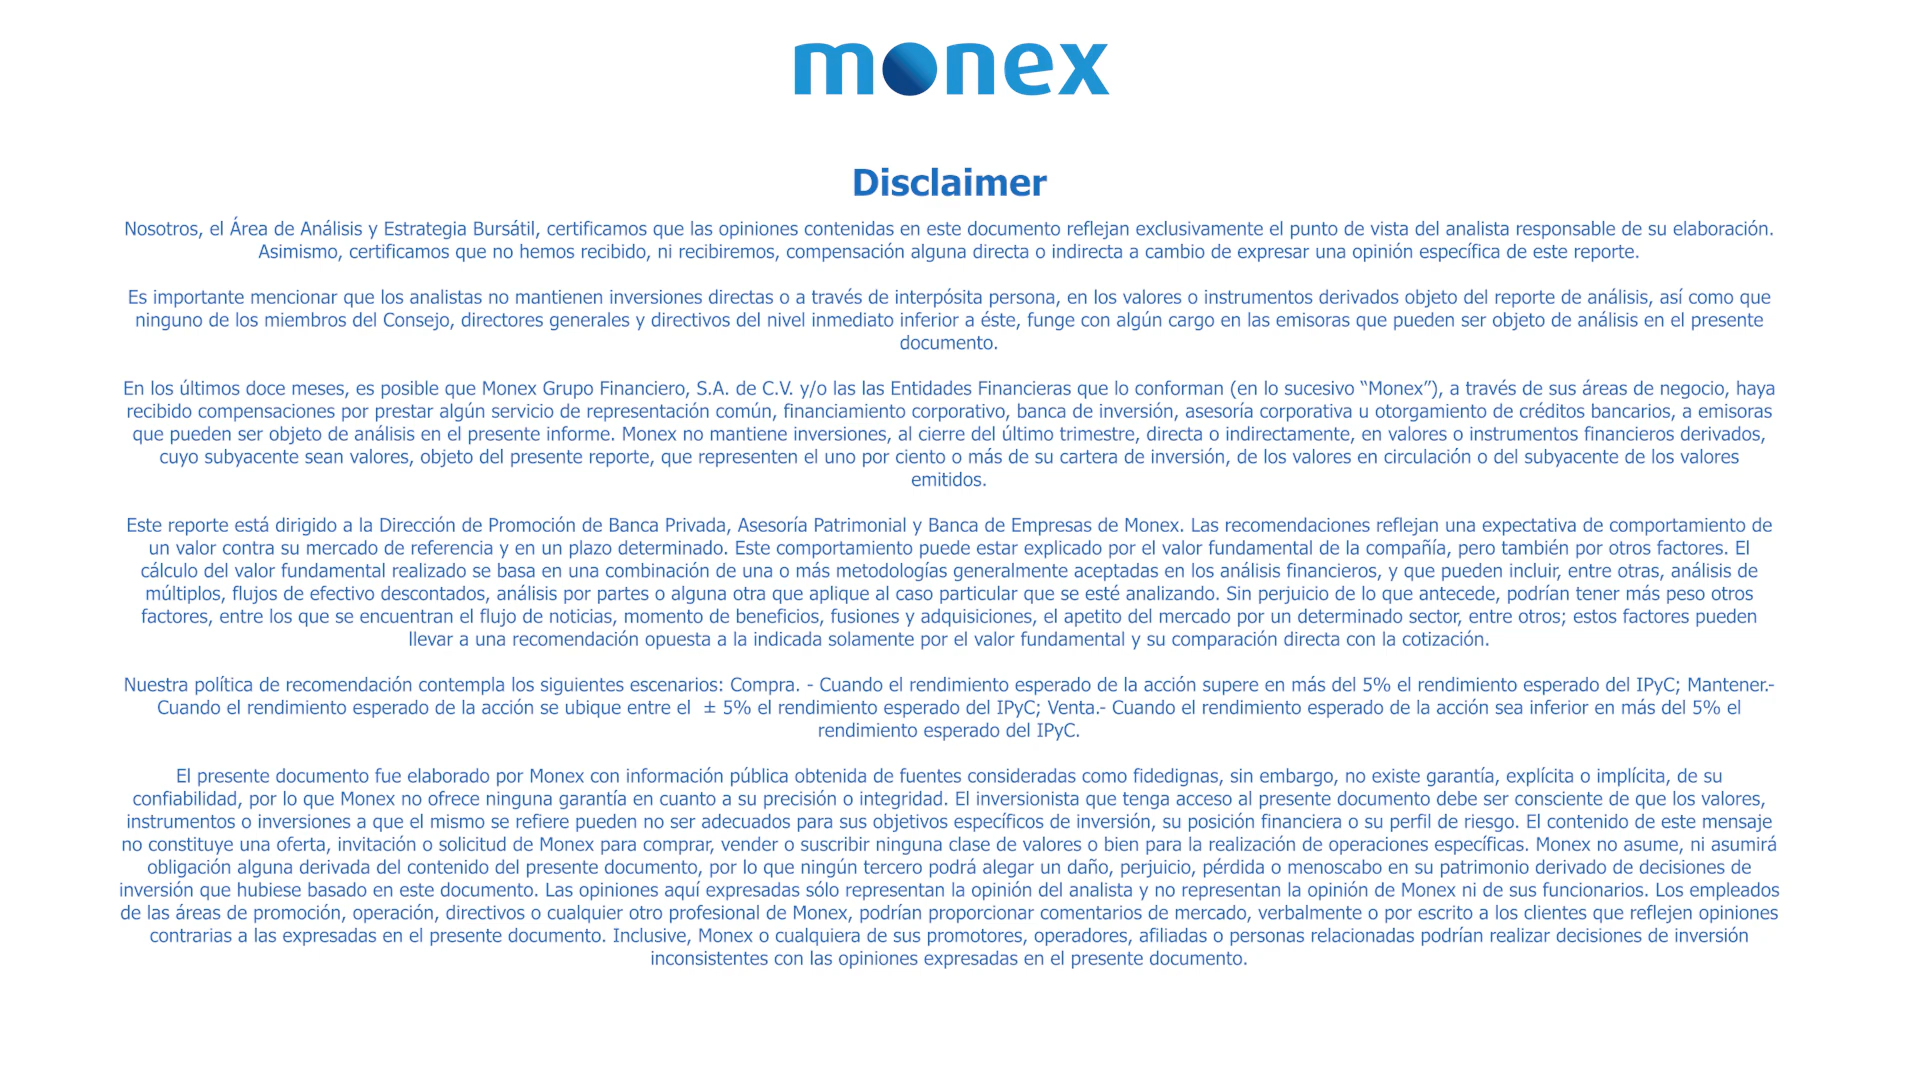 monex
Disclaimer
Nosotros, el Área de Análisis y Estrategia Bursátil, certificamos que las opiniones contenidas en este documento reflejan exclusivamente el punto de vista del analista responsable de su elaboración.
Asimismo, certificamos que no hemos recibido, ni recibiremos, compensación alguna directa o indirecta a cambio de expresar una opinión específica de este reporte.
Es importante mencionar que los analistas no mantienen inversiones directas o a través de interpósita persona, en los valores o instrumentos derivados objeto del reporte de análisis, así como que
ninguno de los miembros del Consejo, directores generales y directivos del nivel inmediato inferior a éste, funge con algún cargo en las emisoras que pueden ser objeto de análisis en el presente
documento.
En los últimos doce meses, es posible que Monex Grupo Financiero, S.A. de C.V. y/o las las Entidades Financieras que lo conforman (en lo sucesivo “Monex”), a través de sus áreas de negocio, haya
recibido compensaciones por prestar algún servicio de representación común, financiamiento corporativo, banca de inversión, asesoría corporativa u otorgamiento de créditos bancarios, a emisoras
que pueden ser objeto de análisis en el presente informe. Monex no mantiene inversiones, al cierre del último trimestre, directa o indirectamente, en valores o instrumentos financieros derivados,
cuyo subyacente sean valores, objeto del presente reporte, que representen el uno por ciento o más de su cartera de inversión, de los valores en circulación o del subyacente de los valores
emitidos.
Este reporte está dirigido a la Dirección de Promoción de Banca Privada, Asesoría Patrimonial y Banca de Empresas de Monex. Las recomendaciones reflejan una expectativa de comportamiento de
un valor contra su mercado de referencia y en un plazo determinado. Este comportamiento puede estar explicado por el valor fundamental de la compañía, pero también por otros factores. El
cálculo del valor fundamental realizado se basa en una combinación de una o más metodologías generalmente aceptadas en los análisis financieros, y que pueden incluir, entre otras, análisis de
múltiplos, flujos de efectivo descontados, análisis por partes o alguna otra que aplique al caso particular que se esté analizando. Sin perjuicio de lo que antecede, podrían tener más peso otros
factores, entre los que se encuentran el flujo de noticias, momento de beneficios, fusiones y adquisiciones, el apetito del mercado por un determinado sector, entre otros; estos factores pueden
llevar a una recomendación opuesta a la indicada solamente por el valor fundamental y su comparación directa con la cotización.
Nuestra política de recomendación contempla los siguientes escenarios: Compra. - Cuando el rendimiento esperado de la acción supere en más del 5% el rendimiento esperado del IPyC; Mantener.-
Cuando el rendimiento esperado de la acción se ubique entre el ± 5% el rendimiento esperado del IPyC; Venta.- Cuando el rendimiento esperado de la acción sea inferior en más del 5% el
rendimiento esperado del IPyC.
El presente documento fue elaborado por Monex con información pública obtenida de fuentes consideradas como fidedignas, sin embargo, no existe garantía, explícita o implícita, de su
confiabilidad, por lo que Monex no ofrece ninguna garantía en cuanto a su precisión o integridad. El inversionista que tenga acceso al presente documento debe ser consciente de que los valores,
instrumentos o inversiones a que el mismo se refiere pueden no ser adecuados para sus objetivos específicos de inversión, su posición financiera o su perfil de riesgo. El contenido de este mensaje
no constituye una oferta, invitación o solicitud de Monex para comprar, vender o suscribir ninguna clase de valores o bien para la realización de operaciones específicas. Monex no asume, ni asumirá
obligación alguna derivada del contenido del presente documento, por lo que ningún tercero podrá alegar un daño, perjuicio, pérdida o menoscabo en su patrimonio derivado de decisiones de
inversión que hubiese basado en este documento. Las opiniones aquí expresadas sólo representan la opinión del analista y no representan la opinión de Monex ni de sus funcionarios. Los empleados
de las áreas de promoción, operación, directivos o cualquier otro profesional de Monex, podrían proporcionar comentarios de mercado, verbalmente o por escrito a los clientes que reflejen opiniones
contrarias a las expresadas en el presente documento. Inclusive, Monex o cualquiera de sus promotores, operadores, afiliadas o personas relacionadas podrían realizar decisiones de inversión
inconsistentes con las opiniones expresadas en el presente documento.